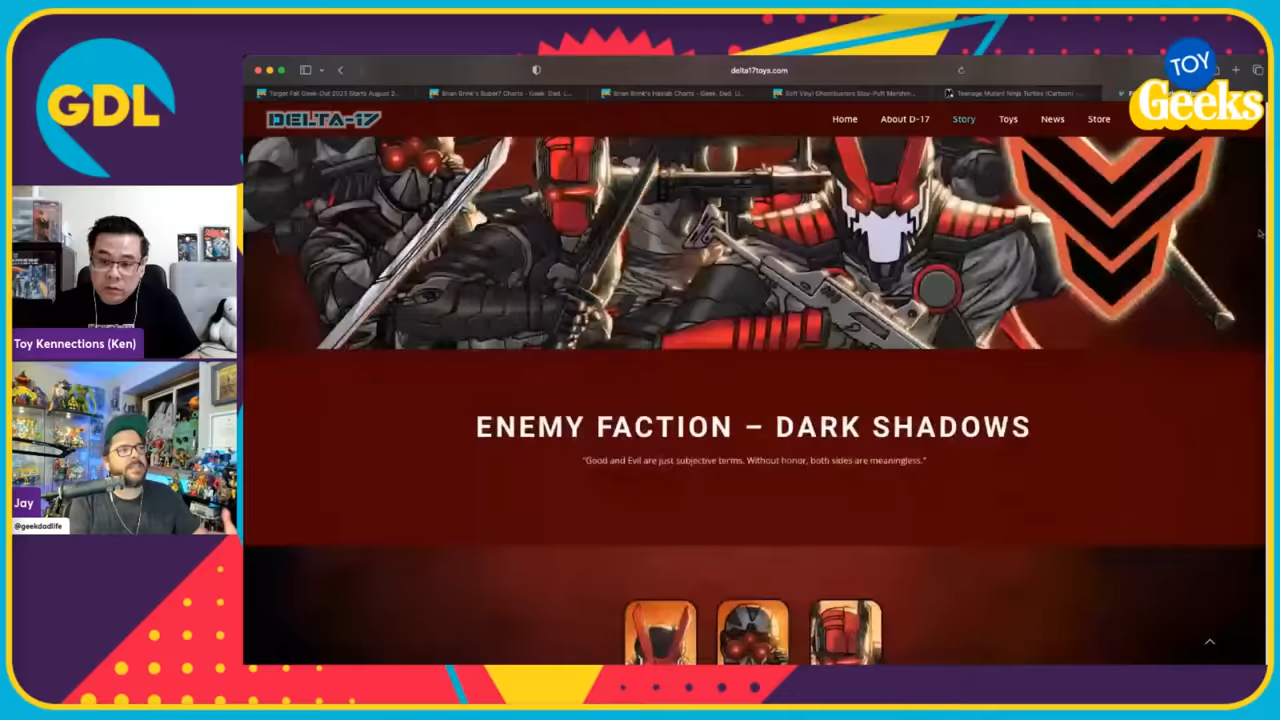 GDL
TOY
Geeks
delta17toys.com
Target Fall Geek-Out 2023 Starts August 2...
Brian Brink's Super7 Charts - Geek. Dad. L...
Brian Brink's Haslab Charts - Geek. Dad. Li...
Soft Vinyl Ghostbusters Stay-Puft Marshm...
Teenage Mutant Ninja Turtles (Cartoon) -...
DELTA-17
Home About D-17 Story Toys News Store
ENEMY FACTION – DARK SHADOWS
"Good and Evil are just subjective terms. Without honor, both sides are meaningless."
Toy Kennections (Ken)
Jay
@geekdadlife